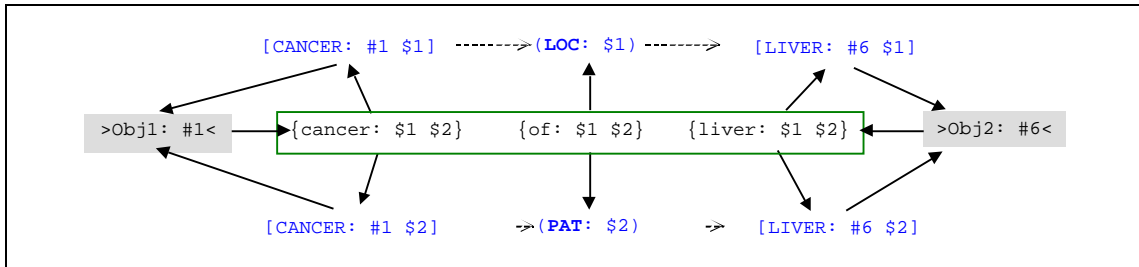 [CANCER: #1 $1] (LOC: $1) [LIVER: #6 $1]
>Obj1: #1< {cancer: $1 $2} {of: $1 $2} {liver: $1 $2} >Obj2: #6<
[CANCER: #1 $2] (PAT: $2) [LIVER: #6 $2]